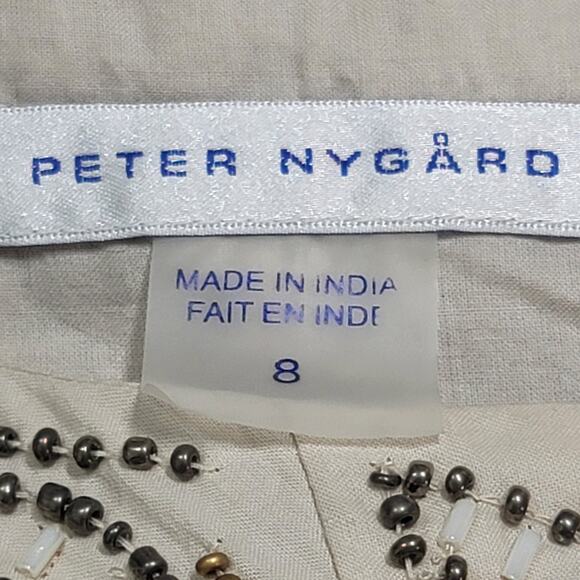 PETER NYGÅRD
MADE IN INDIA
FAIT EN INDE
8